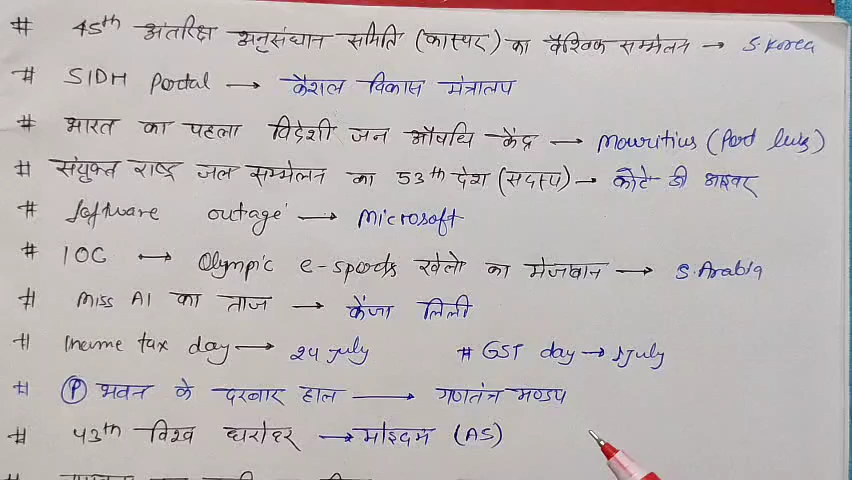 # 45th अंतरिक्ष अनुसंधान समिति (कास्पर) का वैश्विक सम्मेलन → S. Korea
# SIDH Portal → कौशल विकास मंत्रालय
# भारत का पहला विदेशी जन औषधि केंद्र → Mauritius (Port luis)
# संयुक्त राष्ट्र जल सम्मेलन का 53th देश (सदस्य) → कोटे डी आइवर
# Software outage → Microsoft
# IOC → Olympic e-sports खेलो का मेजबान → S. Arabia
# Miss AI का ताज → केंजा लिली
# Income tax day → 24 July # GST day → 1 July
# Ⓟ भवन के दरबार हाल → गणतंत्र मण्डप
# 43th विश्व धरोहर → मोइदम (AS)